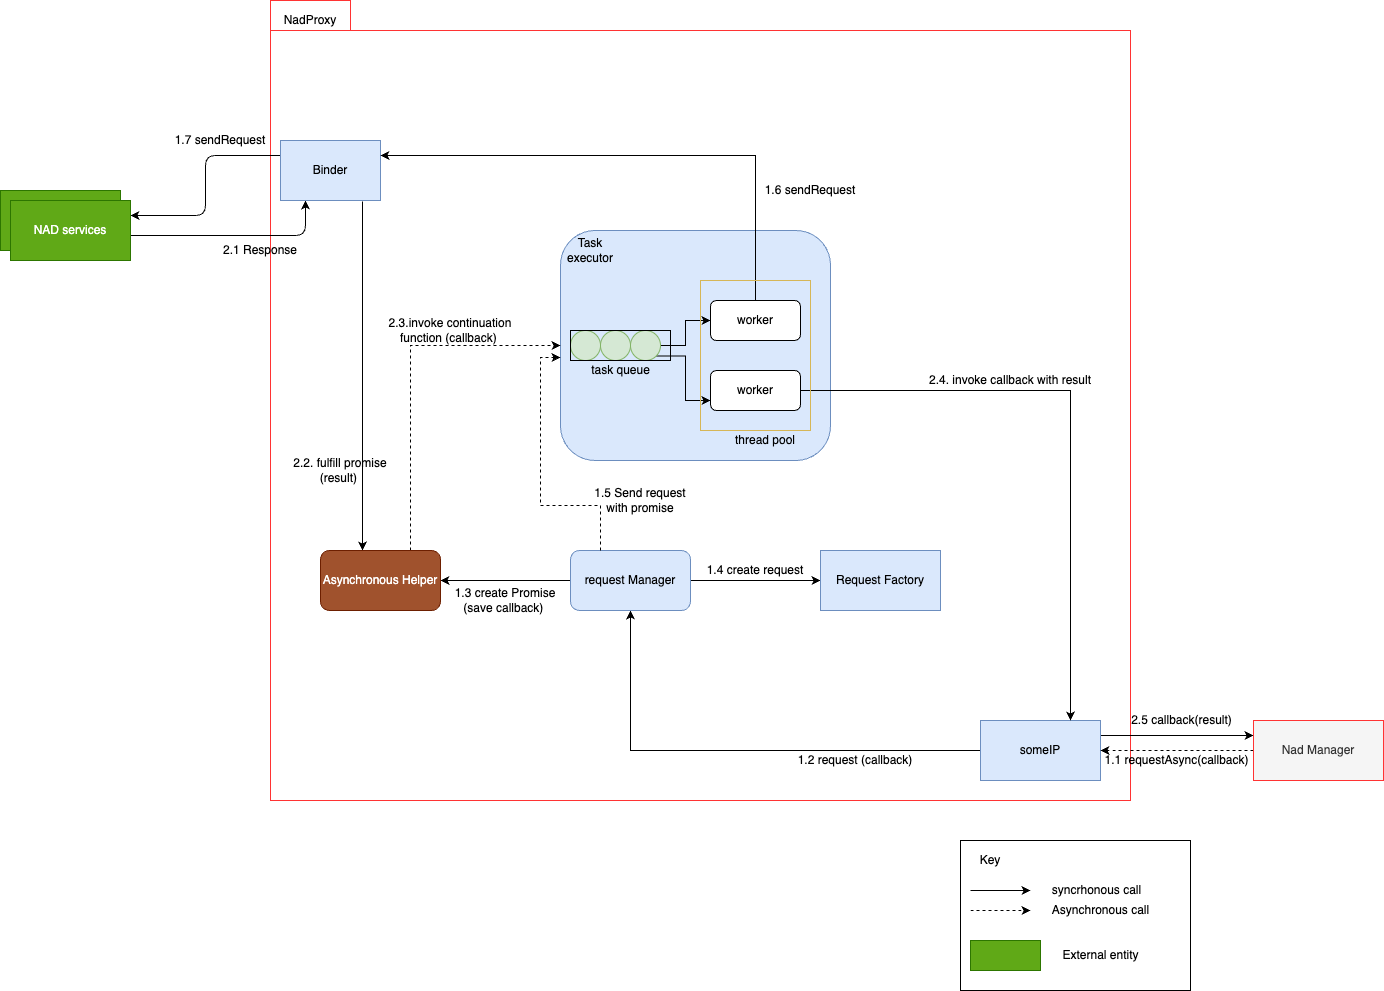 NadProxy
1.7 sendRequest
Binder
1.6 sendRequest
NAD services
2.1 Response
Task
executor
worker
2.3.invoke continuation
function (callback)
task queue
worker
2.4. invoke callback with result
thread pool
2.2. fulfill promise
(result)
1.5 Send request
with promise
Asynchronous Helper
request Manager
1.4 create request
Request Factory
1.3 create Promise
(save callback)
2.5 callback(result)
someIP
Nad Manager
1.2 request (callback)
1.1 requestAsync(callback)
Key
syncrhonous call
Asynchronous call
External entity